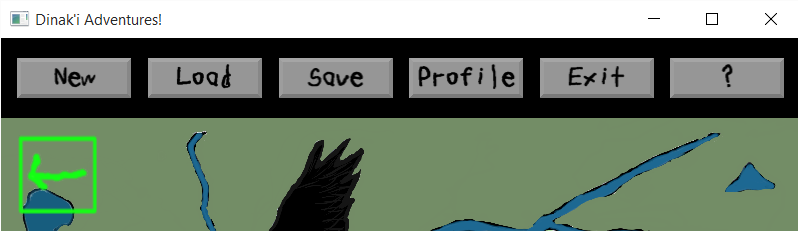 Dinak'i Adventures!
New Load Save Profile Exit ?